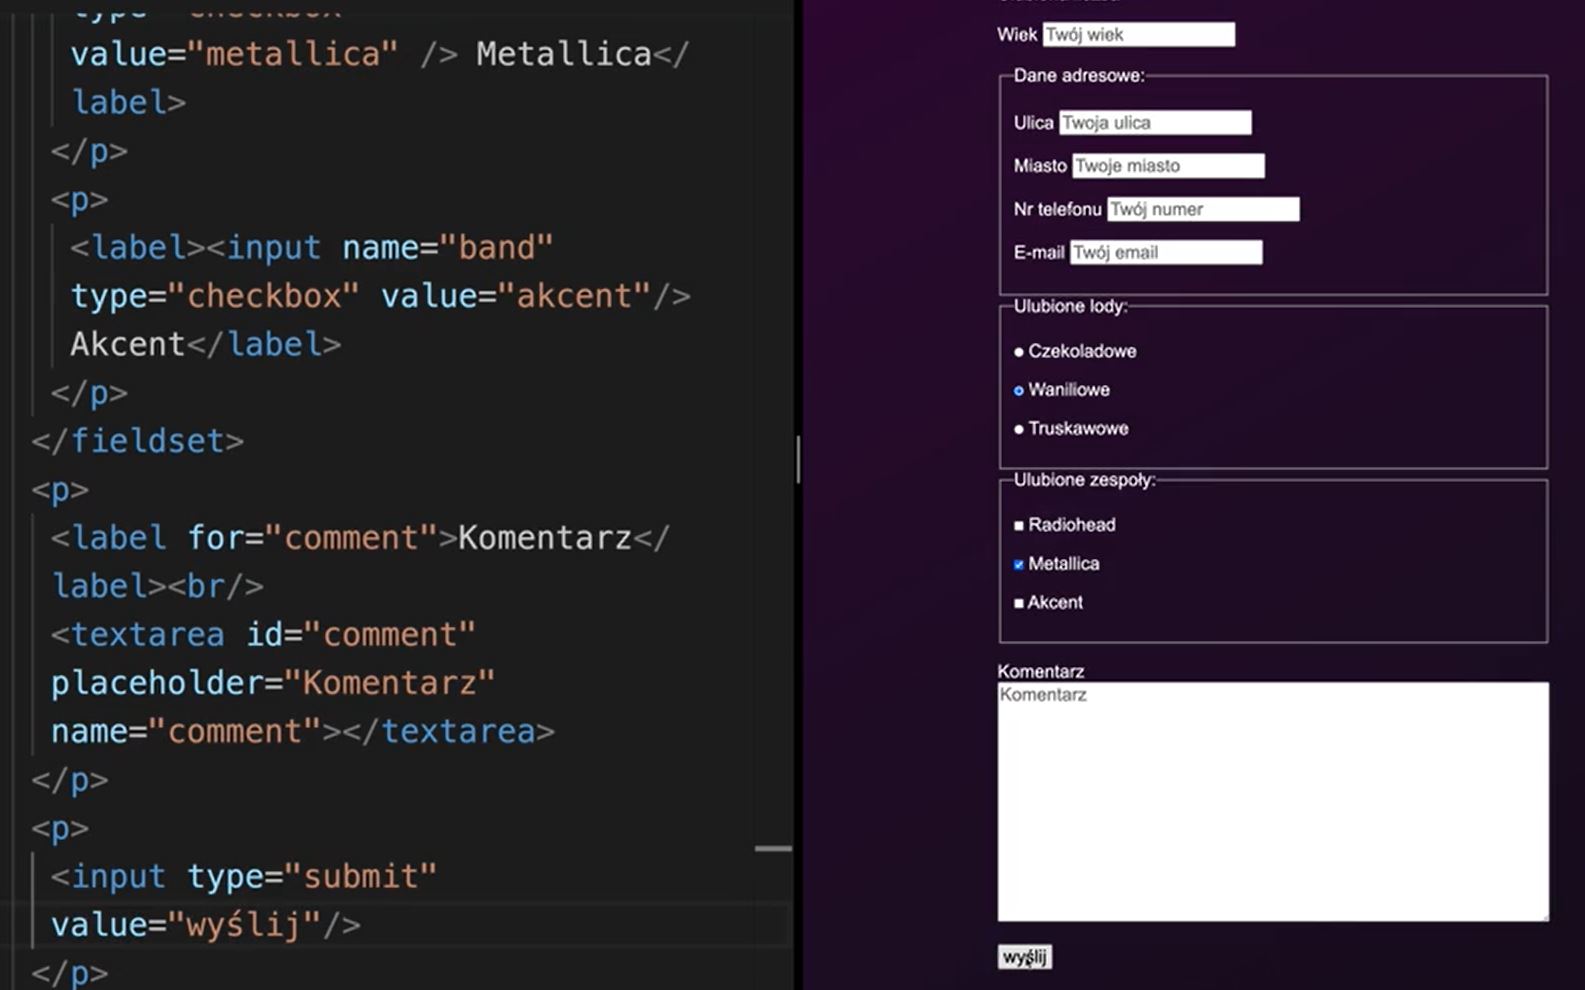 value="metallica" /> Metallica</
label>
</p>
<p>
<label><input name="band"
type="checkbox" value="akcent"/>
Akcent</label>
</p>
</fieldset>
<p>
<label for="comment">Komentarz</
label><br/>
<textarea id="comment"
placeholder="Komentarz"
name="comment"></textarea>
</p>
<p>
<input type="submit"
value="wyślij"/>
</p>
Wiek Twój wiek
Dane adresowe:
Ulica Twoja ulica
Miasto Twoje miasto
Nr telefonu Twój numer
E-mail Twój email
Ulubione lody:
Czekoladowe
Waniliowe
Truskawowe
Ulubione zespoły:
Radiohead
Metallica
Akcent
Komentarz
Komentarz
wyślij